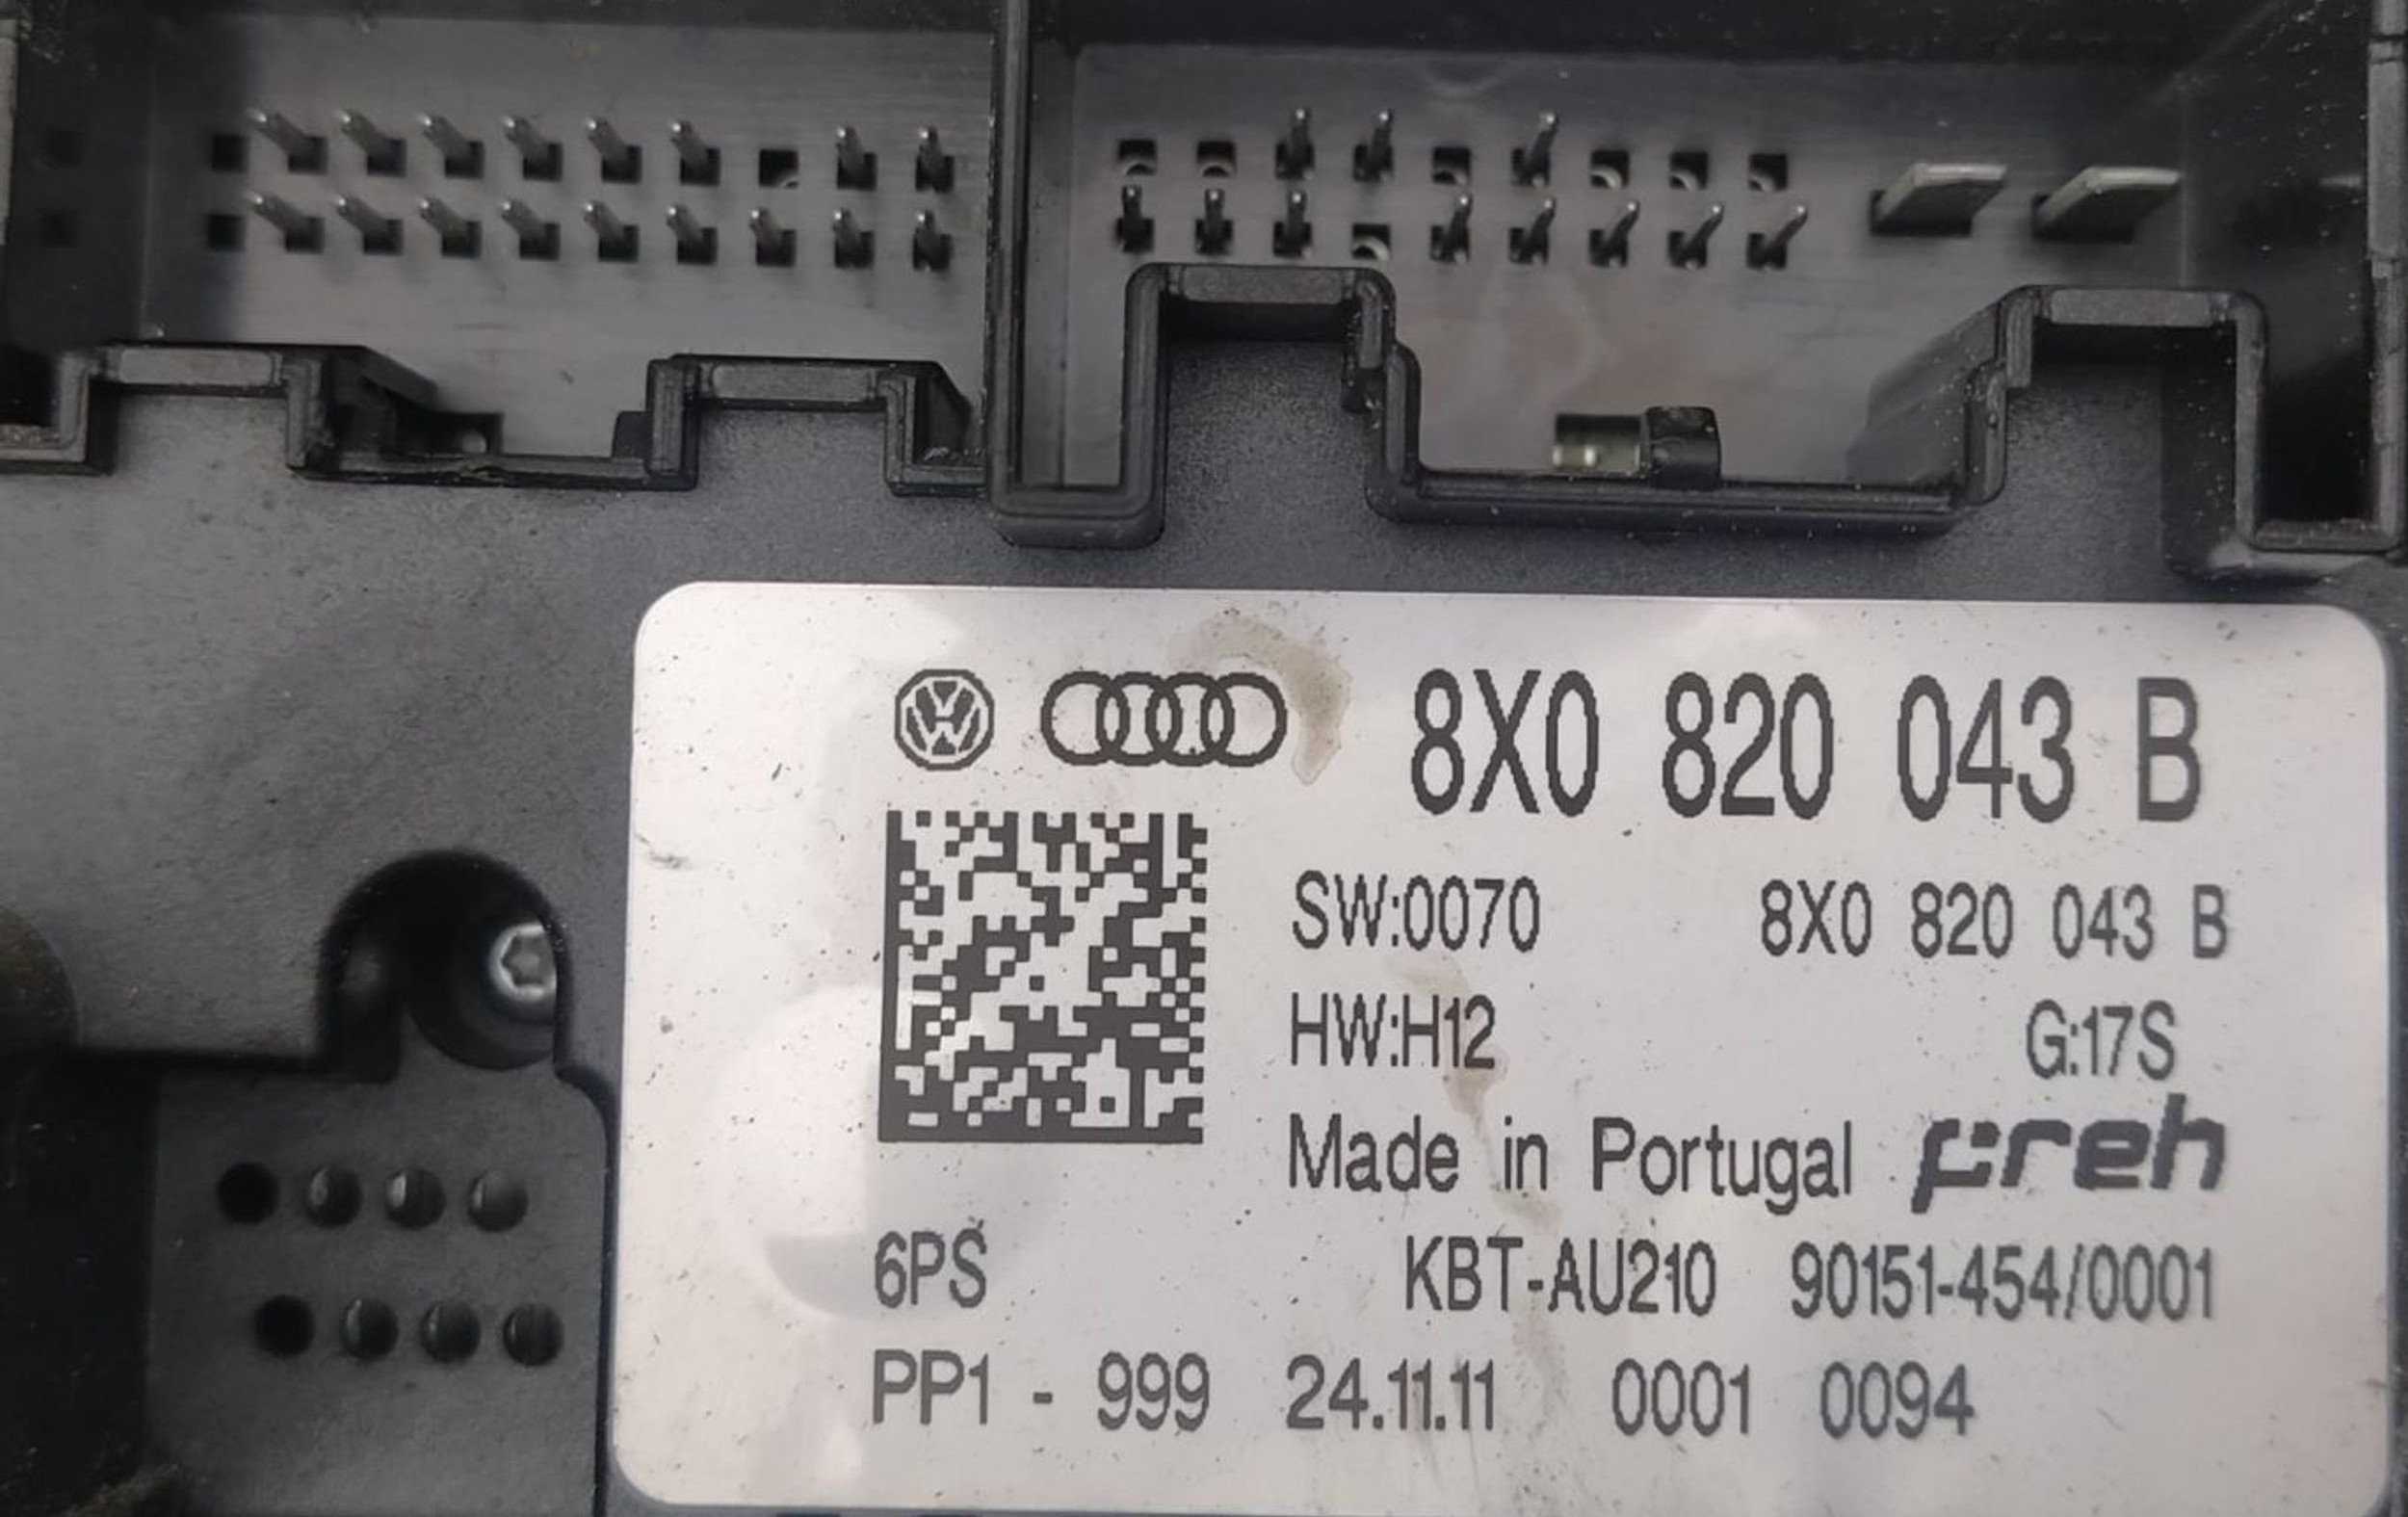 8X0 820 043 B
SW:0070 8X0 820 043 B
HW:H12 G:17S
Made in Portugal preh
6PS KBT-AU210 90151-454/0001
PP1 - 999 24.11.11 0001 0094